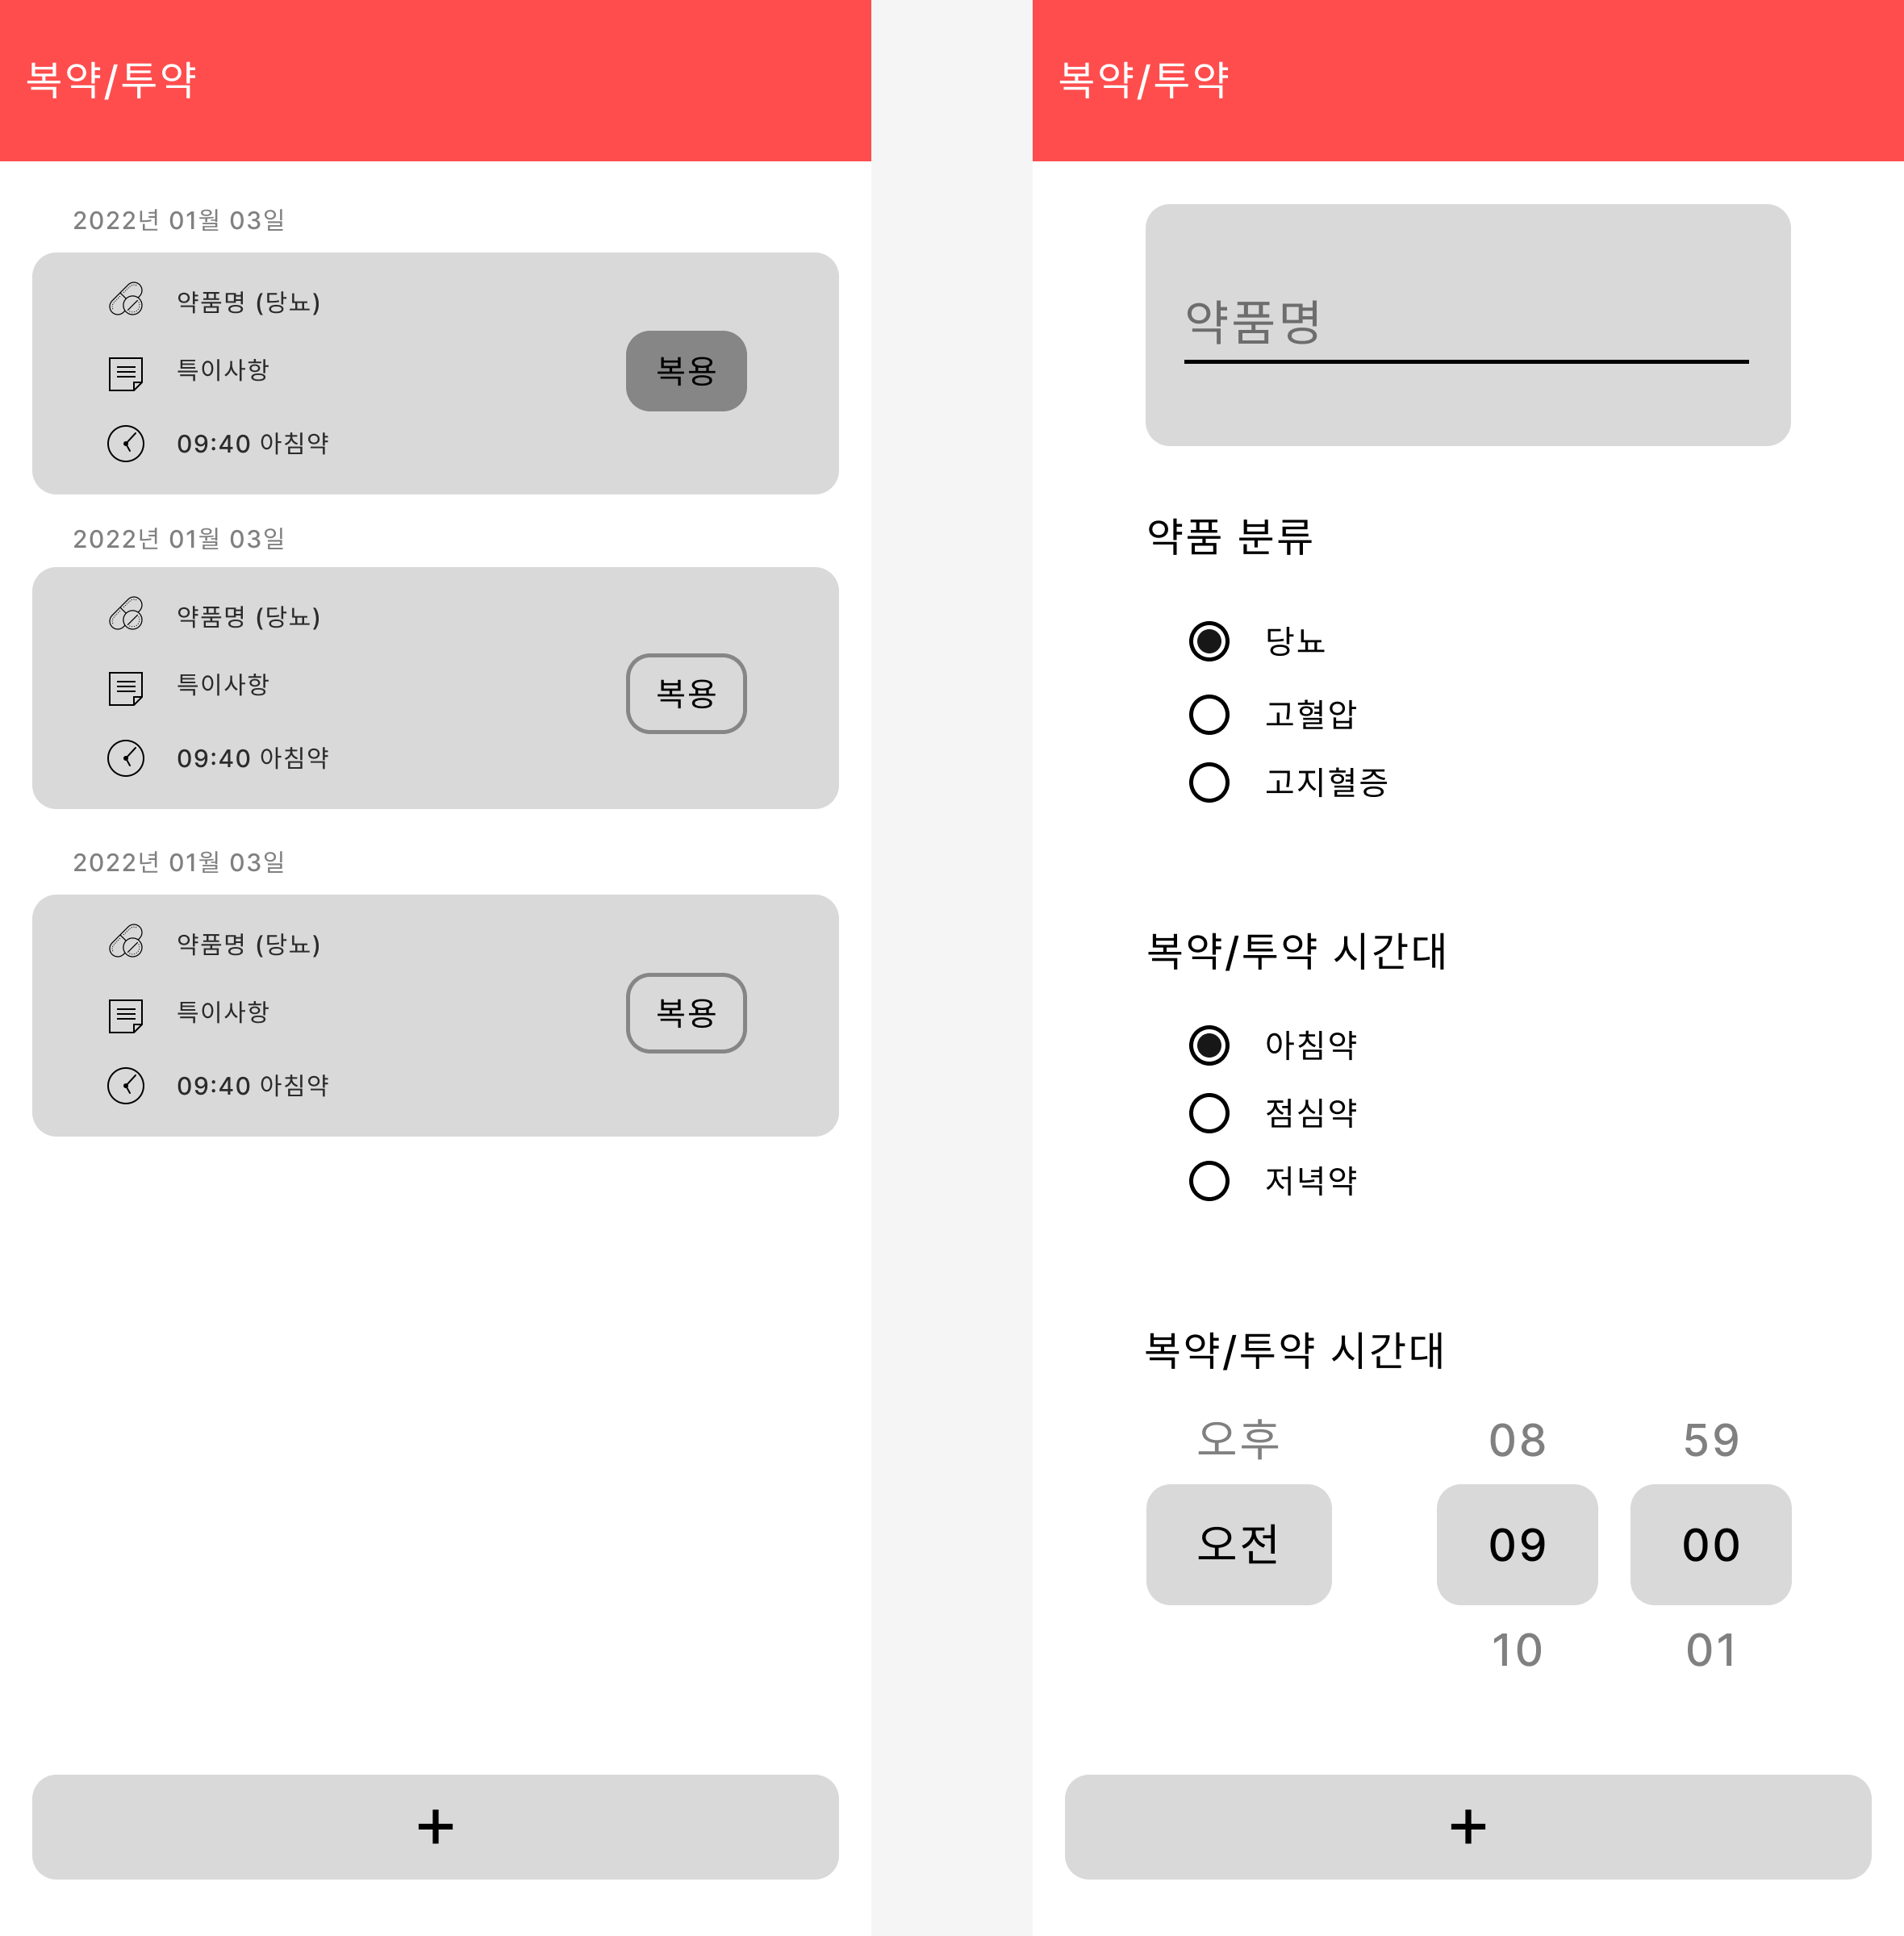 복약/투약
2022년 01월 03일
약품명 (당뇨)
특이사항
복용
09:40 아침약
2022년 01월 03일
약품명 (당뇨)
특이사항
복용
09:40 아침약
2022년 01월 03일
약품명 (당뇨)
특이사항
복용
09:40 아침약
+
복약/투약
약품명
약품 분류
당뇨
고혈압
고지혈증
복약/투약 시간대
아침약
점심약
저녁약
복약/투약 시간대
오후 08 59
오전 09 00
10 01
+